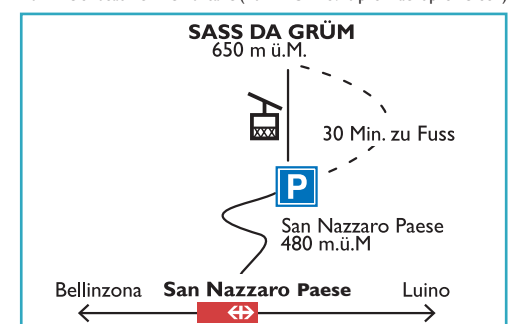 SASS DA GRÜM
650 m ü.M.
30 Min. zu Fuss
P
San Nazzaro Paese
480 m.ü.M
Bellinzona San Nazzaro Paese Luino